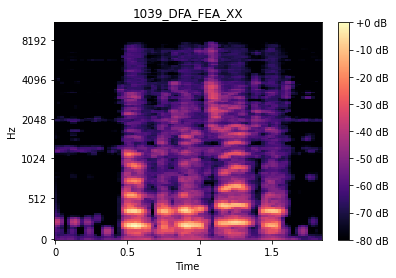 1039_DFA_FEA_XX
+0 dB
8192
-10 dB
4096
-20 dB
-30 dB
2048
Hz
-40 dB
1024
-50 dB
512
-60 dB
-70 dB
0
-80 dB
0 0.5 1 1.5
Time